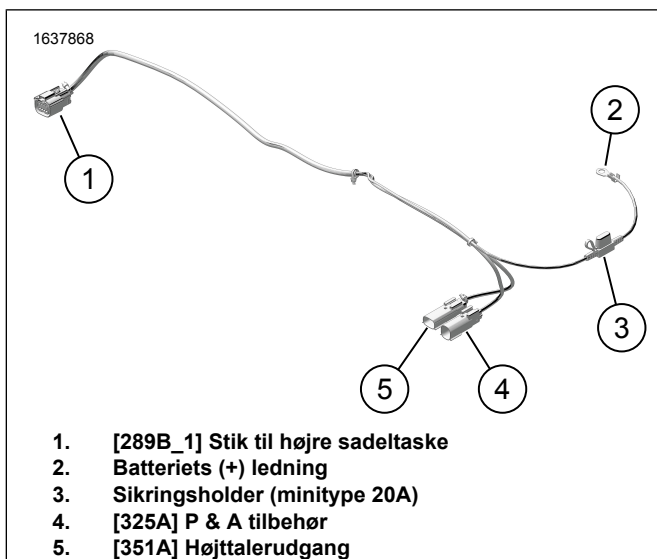 1637868
1
2
3
4
5
1. [289B_1] Stik til højre sadeltaske
2. Batteriets (+) ledning
3. Sikringsholder (minitype 20A)
4. [325A] P & A tilbehør
5. [351A] Højttalerudgang